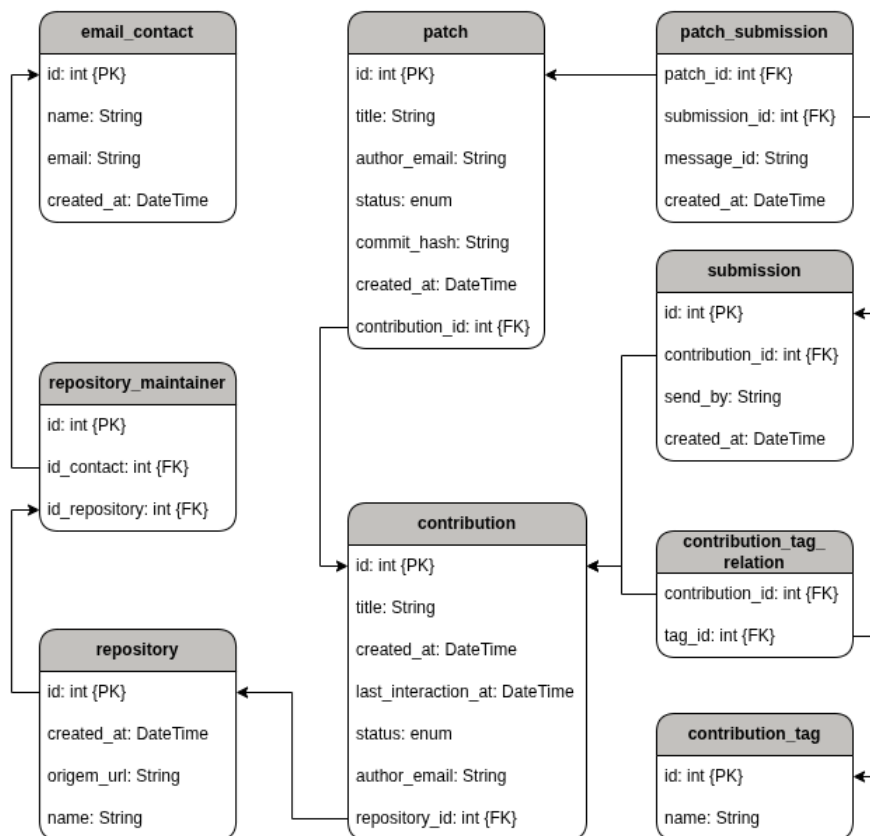 email_contact
id: int {PK}
name: String
email: String
created_at: DateTime
patch
id: int {PK}
title: String
author_email: String
status: enum
commit_hash: String
created_at: DateTime
contribution_id: int {FK}
patch_submission
patch_id: int {FK}
submission_id: int {FK}
message_id: String
created_at: DateTime
submission
id: int {PK}
contribution_id: int {FK}
send_by: String
created_at: DateTime
repository_maintainer
id: int {PK}
id_contact: int {FK}
id_repository: int {FK}
contribution
id: int {PK}
title: String
created_at: DateTime
last_interaction_at: DateTime
status: enum
author_email: String
repository_id: int {FK}
contribution_tag_
relation
contribution_id: int {FK}
tag_id: int {FK}
repository
id: int {PK}
created_at: DateTime
origem_url: String
name: String
contribution_tag
id: int {PK}
name: String